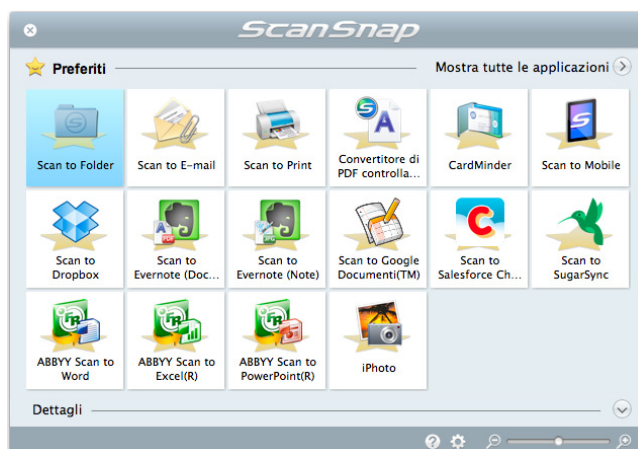 ScanSnap
Preferiti
Mostra tutte le applicazioni
Scan to Folder
Scan to E-mail
Scan to Print
Convertitore di
PDF controlla...
CardMinder
Scan to Mobile
Scan to
Dropbox
Scan to
Evernote (Doc...
Scan to
Evernote (Note)
Scan to Google
Documenti(TM)
Scan to
Salesforce Ch...
Scan to
SugarSync
ABBYY Scan to
Word
ABBYY Scan to
Excel(R)
ABBYY Scan to
PowerPoint(R)
iPhoto
Dettagli